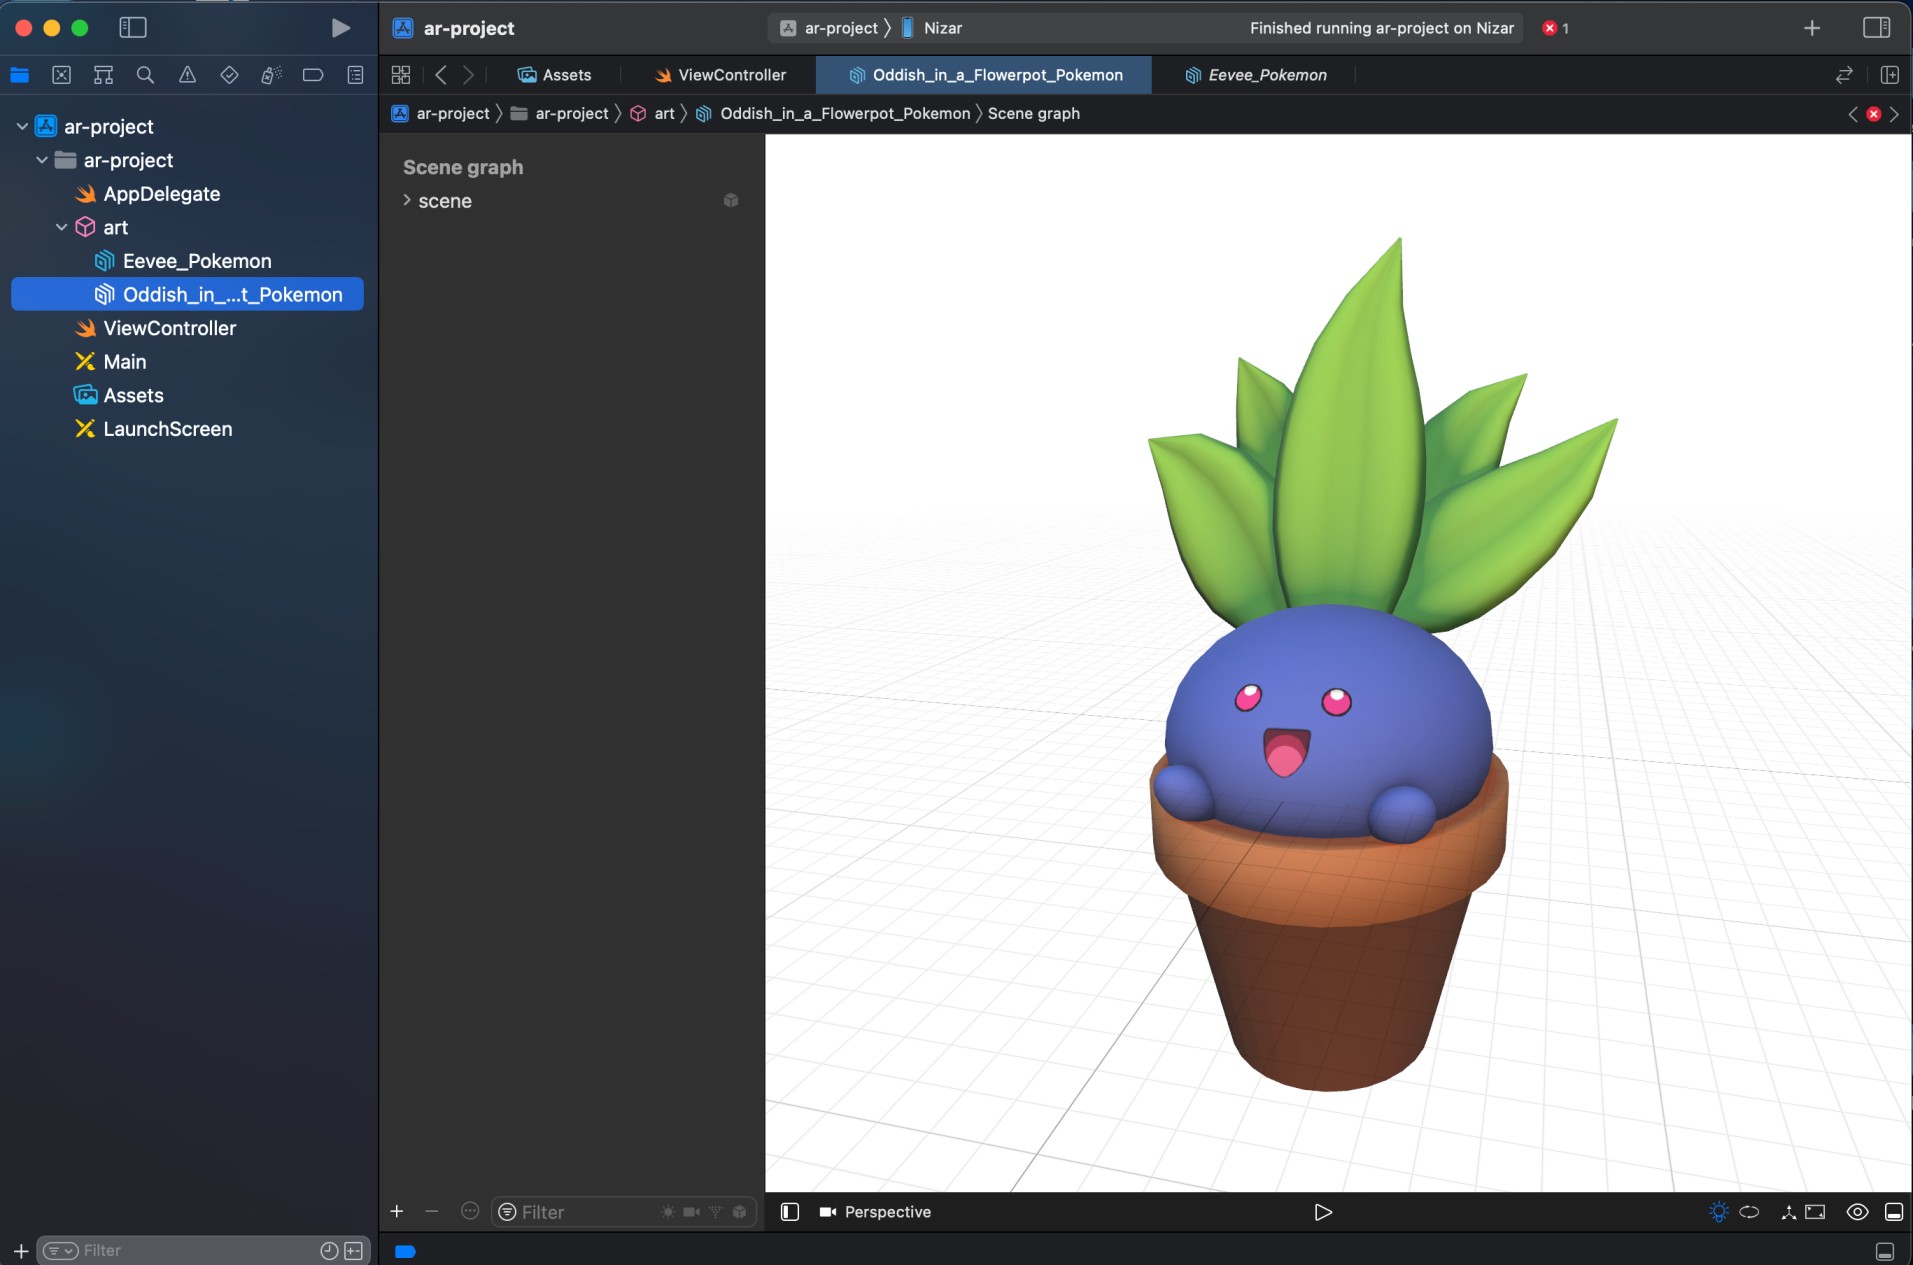 ar-project
ar-project
Nizar
Finished running ar-project on Nizar
1
Assets
ViewController
Oddish_in_a_Flowerpot_Pokemon
Eevee_Pokemon
ar-project
ar-project
art
Oddish_in_a_Flowerpot_Pokemon
Scene graph
ar-project
ar-project
AppDelegate
art
Eevee_Pokemon
Oddish_in_...t_Pokemon
ViewController
Main
Assets
LaunchScreen
Scene graph
scene
Filter
Perspective
Filter